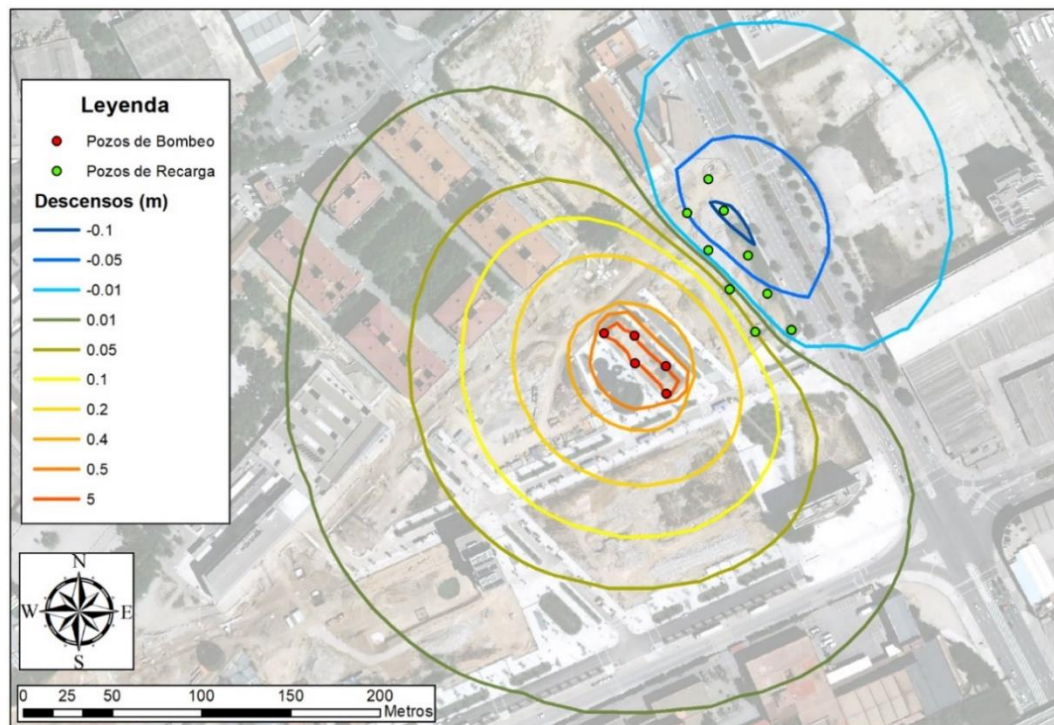 Leyenda
Pozos de Bombeo
Pozos de Recarga
Descensos (m)
-0.1
-0.05
-0.01
0.01
0.05
0.1
0.2
0.4
0.5
5
N
W E
S
0 25 50 100 150 200
Metros